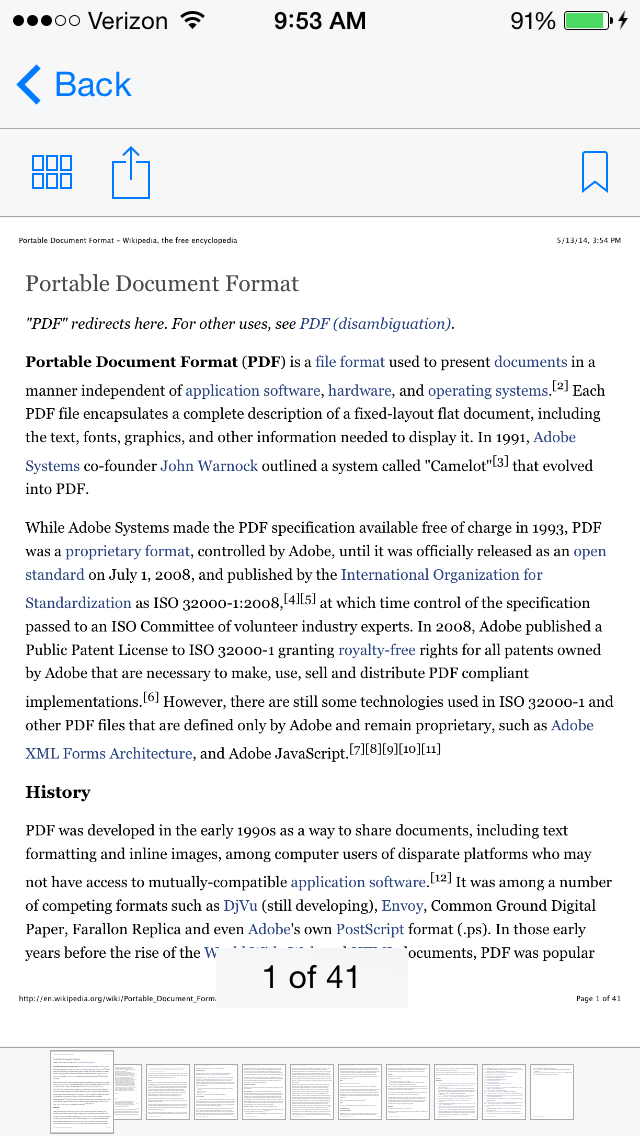 Verizon 9:53 AM 91%
Back
Portable Document Format – Wikipedia, the free encyclopedia 5/13/14, 3:54 PM
Portable Document Format
"PDF" redirects here. For other uses, see PDF (disambiguation).
Portable Document Format (PDF) is a file format used to present documents in a
manner independent of application software, hardware, and operating systems.[2] Each
PDF file encapsulates a complete description of a fixed-layout flat document, including
the text, fonts, graphics, and other information needed to display it. In 1991, Adobe
Systems co-founder John Warnock outlined a system called "Camelot"[3] that evolved
into PDF.
While Adobe Systems made the PDF specification available free of charge in 1993, PDF
was a proprietary format, controlled by Adobe, until it was officially released as an open
standard on July 1, 2008, and published by the International Organization for
Standardization as ISO 32000-1:2008,[4][5] at which time control of the specification
passed to an ISO Committee of volunteer industry experts. In 2008, Adobe published a
Public Patent License to ISO 32000-1 granting royalty-free rights for all patents owned
by Adobe that are necessary to make, use, sell and distribute PDF compliant
implementations.[6] However, there are still some technologies used in ISO 32000-1 and
other PDF files that are defined only by Adobe and remain proprietary, such as Adobe
XML Forms Architecture, and Adobe JavaScript.[7][8][9][10][11]
History
PDF was developed in the early 1990s as a way to share documents, including text
formatting and inline images, among computer users of disparate platforms who may
not have access to mutually-compatible application software.[12] It was among a number
of competing formats such as DjVu (still developing), Envoy, Common Ground Digital
Paper, Farallon Replica and even Adobe's own PostScript format (.ps). In those early
years before the rise of the World Wide Web and HTML documents, PDF was popular
1 of 41
http://en.wikipedia.org/wiki/Portable_Document_Form Page 1 of 41